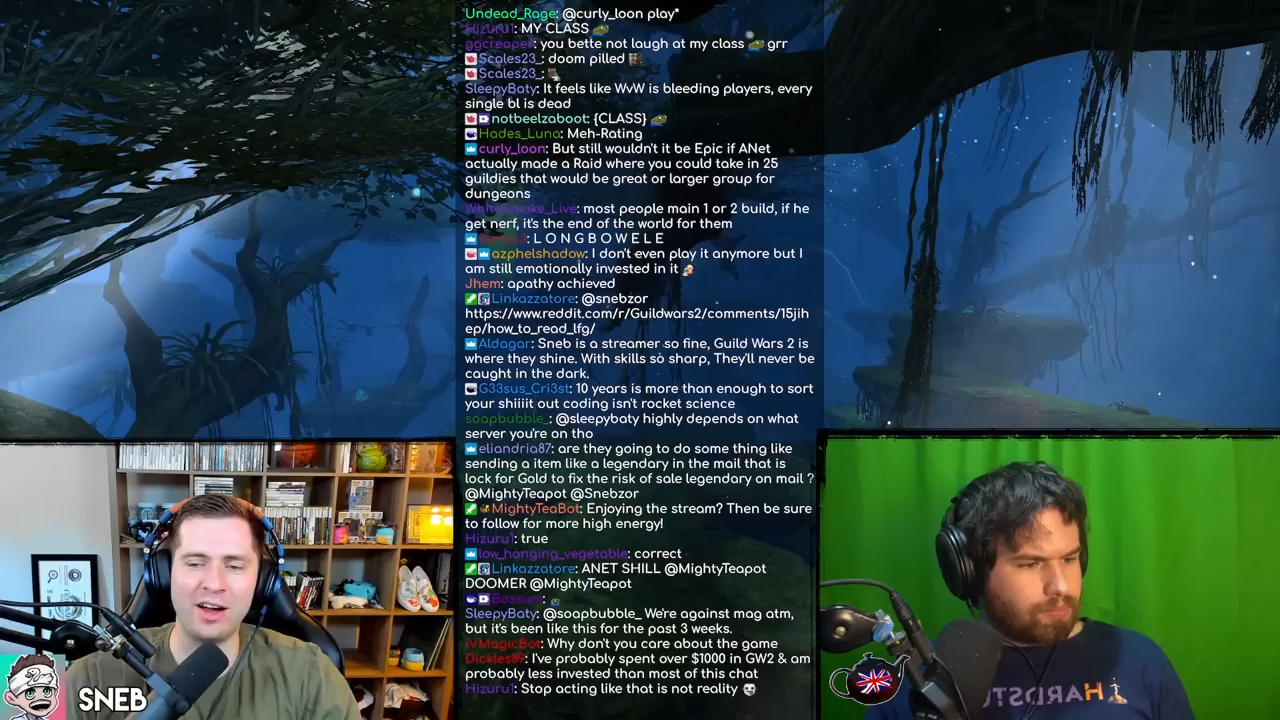 Undead_Rage: @curly_loon play*
Hizuru1: MY CLASS
ggcreaper: you bette not laugh at my class grr
Scales23_: doom pilled
Scales23_:
SleepyBaty: It feels like WvW is bleeding players, every
single bl is dead
notbeelzaboot: {CLASS}
Hades_Luna: Meh-Rating
curly_loon: But still wouldn't it be Epic if ANet
actually made a Raid where you could take in 25
guildies that would be great or larger group for
dungeons
WhiteSmoke_Live: most people main 1 or 2 build, if he
get nerf, it's the end of the world for them
: L O N G B O W E L E
azphelshadow: I don't even play it anymore but I
am still emotionally invested in it
Jhem: apathy achieved
Linkazzatore: @snebzor
https://www.reddit.com/r/Guildwars2/comments/15jih
ep/how_to_read_lfg/
Aldagar: Sneb is a streamer so fine, Guild Wars 2 is
where they shine. With skills so sharp, They'll never be
caught in the dark.
G33sus_Cri3st: 10 years is more than enough to sort
your shiiiit out coding isn't rocket science
soapbubble_: @sleepybaty highly depends on what
server you're on tho
eliandria87: are they going to do some thing like
sending a item like a legendary in the mail that is
lock for Gold to fix the risk of sale legendary on mail ?
@MightyTeapot @Snebzor
MightyTeaBot: Enjoying the stream? Then be sure
to follow for more high energy!
Hizuru1: true
low_hanging_vegetable: correct
Linkazzatore: ANET SHILL @MightyTeapot
DOOMER @MightyTeapot
Bossun:
SleepyBaty: @soapbubble_ We're against mag atm,
but it's been like this for the past 3 weeks.
iVMagicBot: Why don't you care about the game
Dickles89: I've probably spent over $1000 in GW2 & am
probably less invested than most of this chat
Hizuru1: Stop acting like that is not reality
SNEB